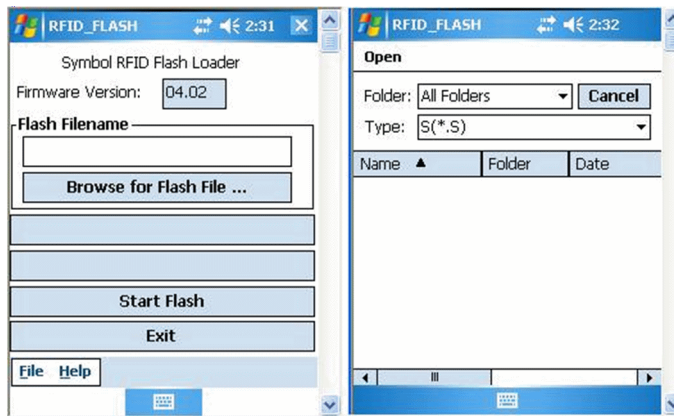 RFID_FLASH 2:31
Symbol RFID Flash Loader
Firmware Version: 04.02
Flash Filename
Browse for Flash File ...
Start Flash
Exit
File Help
RFID_FLASH 2:32
Open
Folder: All Folders Cancel
Type: S(*.S)
Name Folder Date